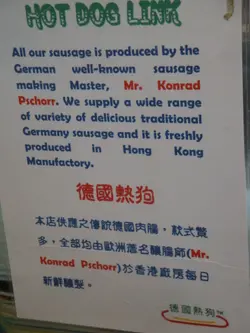 HOT DOG LINK
All our sausage is produced by the
German well-known sausage
making Master, Mr. Konrad
Pschorr. We supply a wide range
of variety of delicious traditional
Germany sausage and it is freshly
produced in Hong Kong
Manufactory.
德國熱狗
本店供應之傳統德國肉腸，款式繁
多，全部均由歐洲著名釀腸師(Mr.
Konrad Pschorr)於香港廠房每日
新鮮釀製。
德國熱狗™